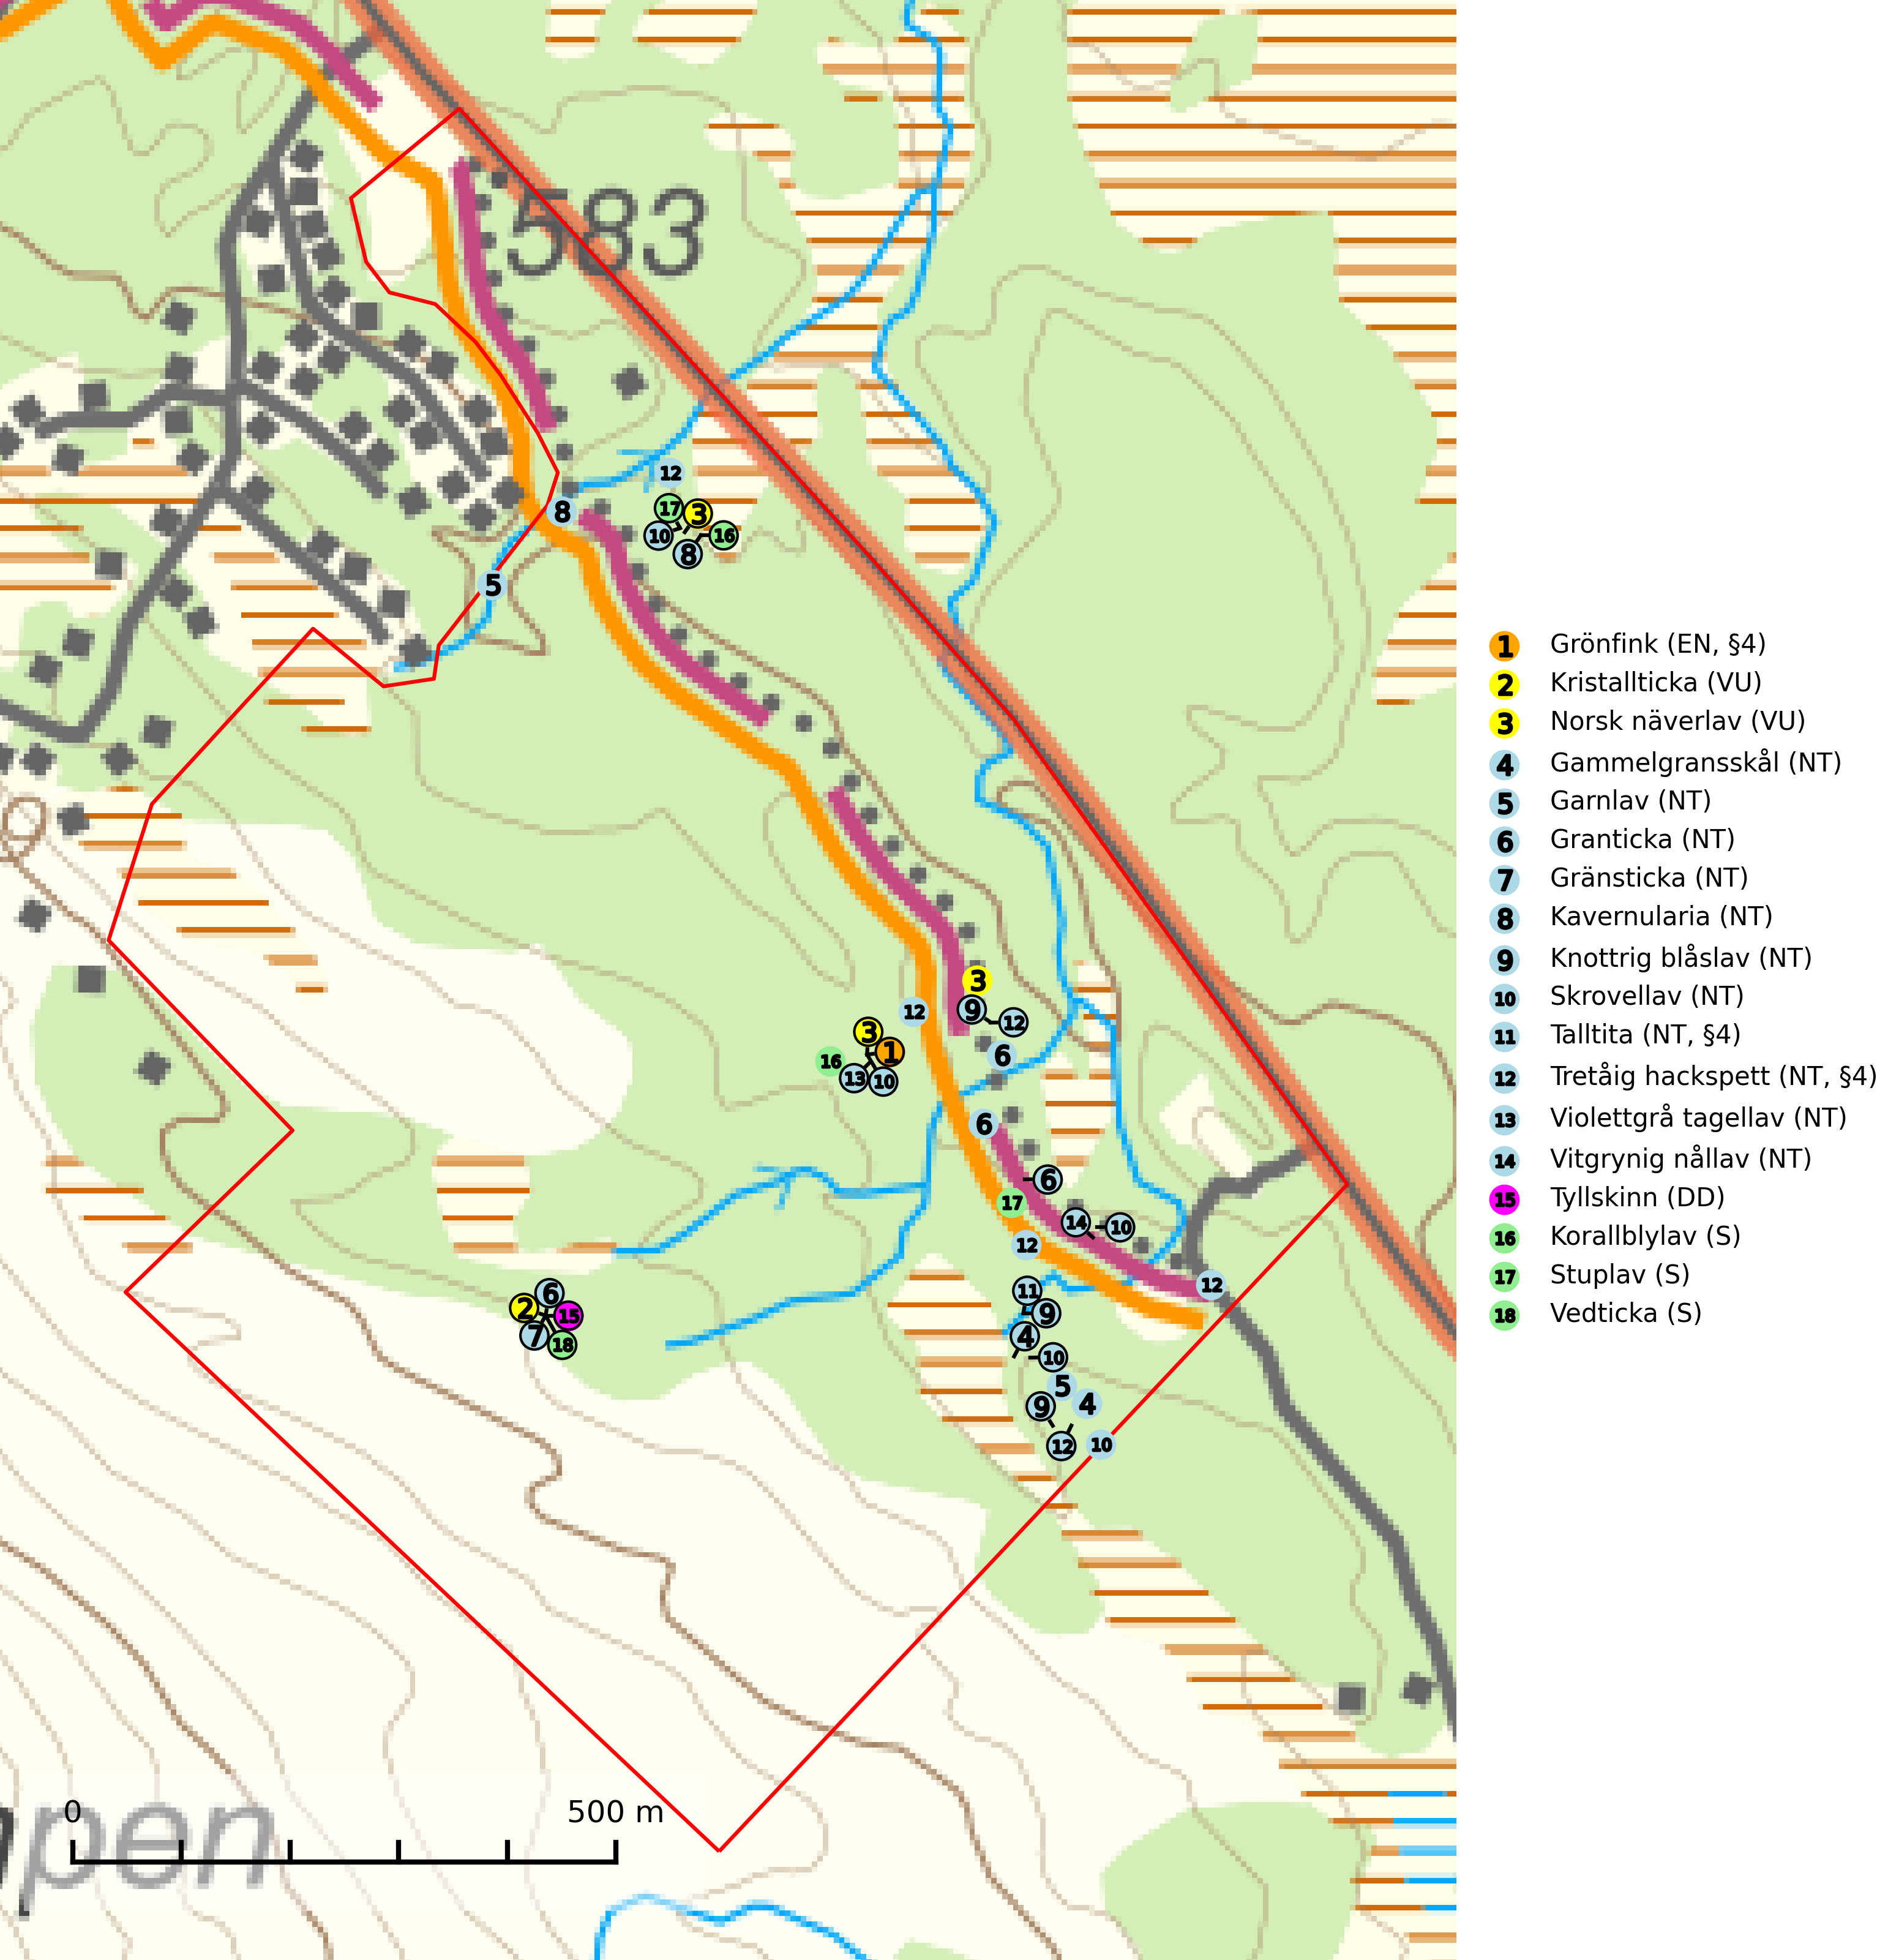 583
12
17
3
10
16
8
8
5
3
12
9
12
3
1
6
16
13
10
6
6
17
14
10
12
12
6
11
2
15
9
7
18
4
10
5
9
4
12
10
0
500 m
pen
1 Grönfink (EN, §4)
2 Kristallticka (VU)
3 Norsk näverlav (VU)
4 Gammelgransskål (NT)
5 Garnlav (NT)
6 Granticka (NT)
7 Gränsticka (NT)
8 Kavernularia (NT)
9 Knottrig blåslav (NT)
10 Skrovellav (NT)
11 Talltita (NT, §4)
12 Tretåig hackspett (NT, §4)
13 Violettgrå tagellav (NT)
14 Vitgrynig nållav (NT)
15 Tyllskinn (DD)
16 Korallblylav (S)
17 Stuplav (S)
18 Vedticka (S)